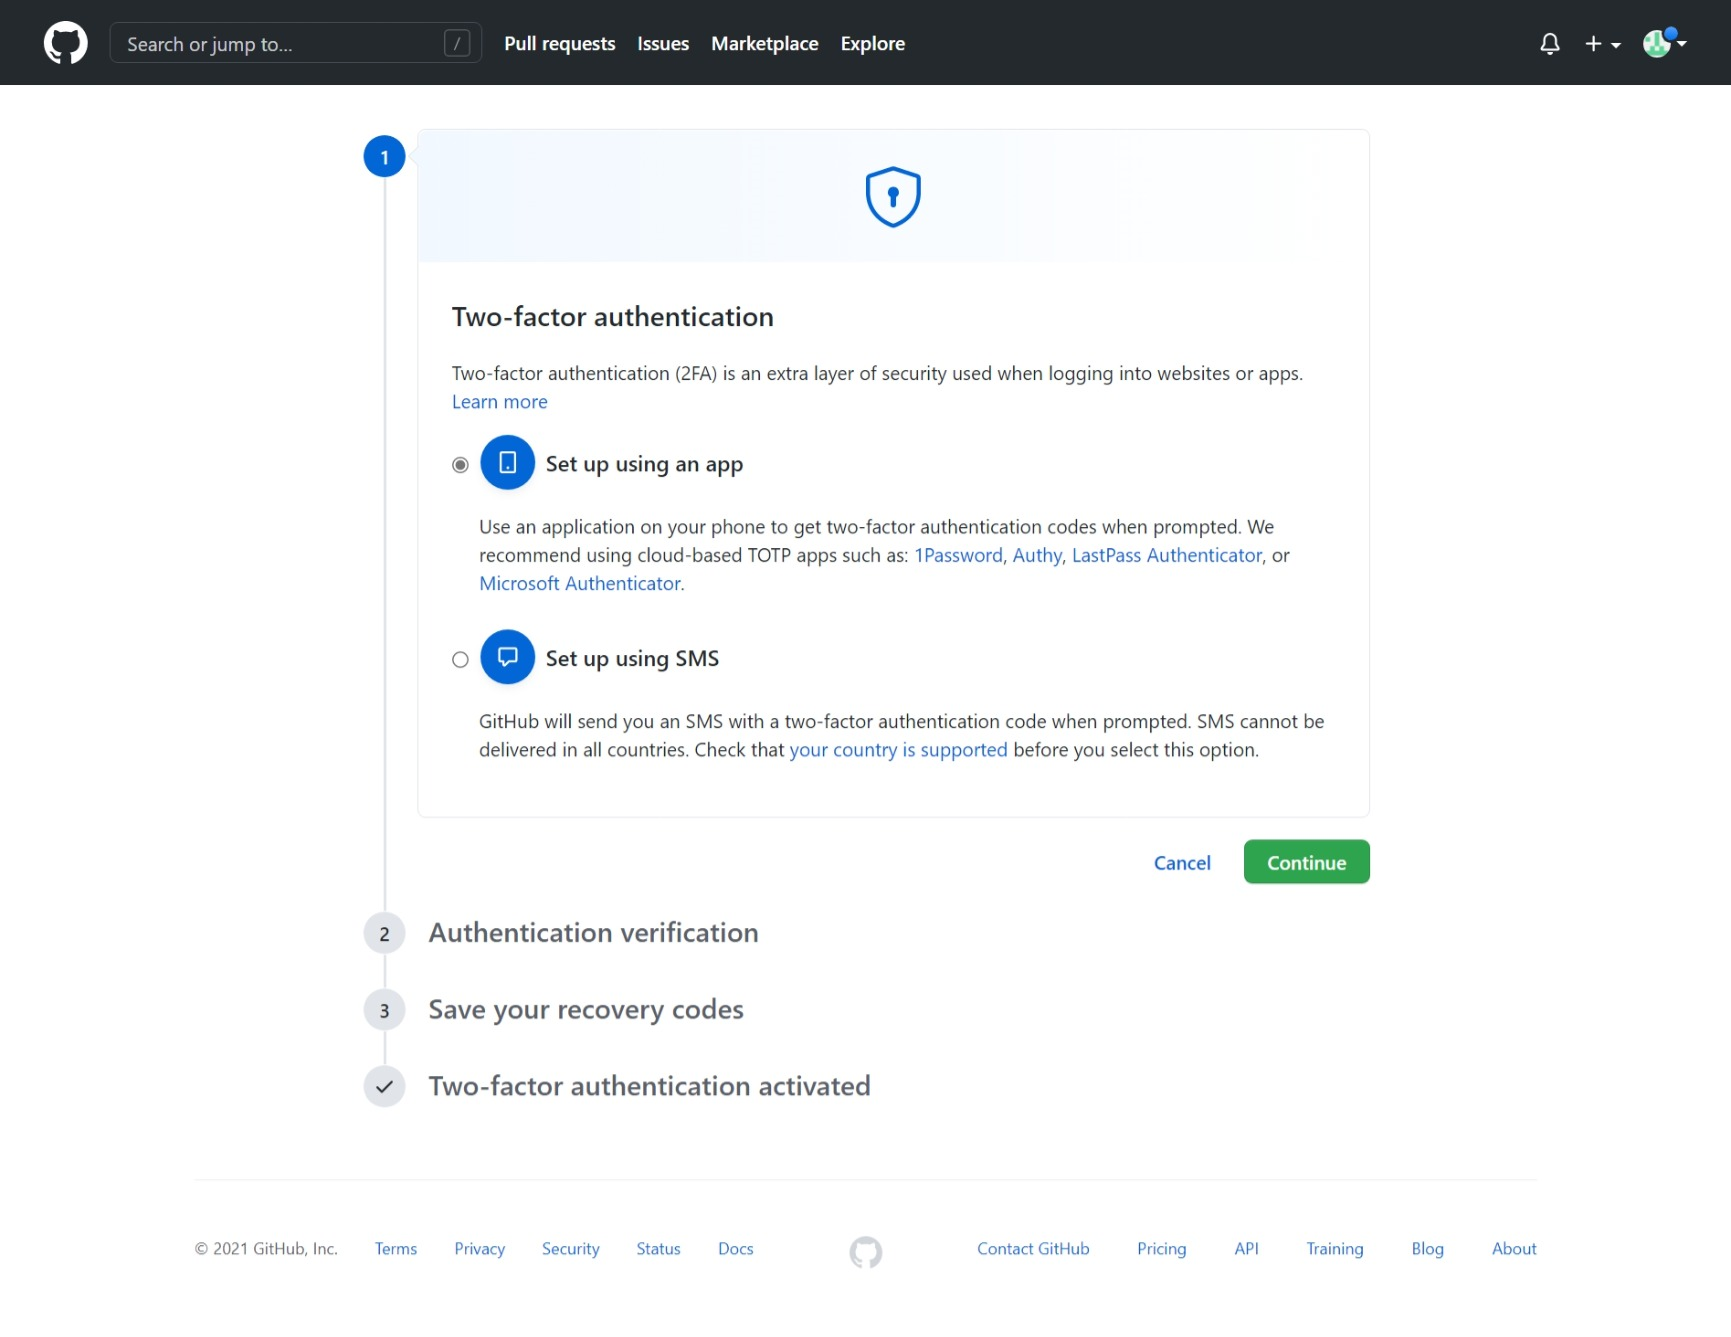 Search or jump to... /
Pull requests Issues Marketplace Explore
1
Two-factor authentication
Two-factor authentication (2FA) is an extra layer of security used when logging into websites or apps.
Learn more
Set up using an app
Use an application on your phone to get two-factor authentication codes when prompted. We
recommend using cloud-based TOTP apps such as: 1Password, Authy, LastPass Authenticator, or
Microsoft Authenticator.
Set up using SMS
GitHub will send you an SMS with a two-factor authentication code when prompted. SMS cannot be
delivered in all countries. Check that your country is supported before you select this option.
Cancel Continue
2 Authentication verification
3 Save your recovery codes
Two-factor authentication activated
© 2021 GitHub, Inc. Terms Privacy Security Status Docs Contact GitHub Pricing API Training Blog About